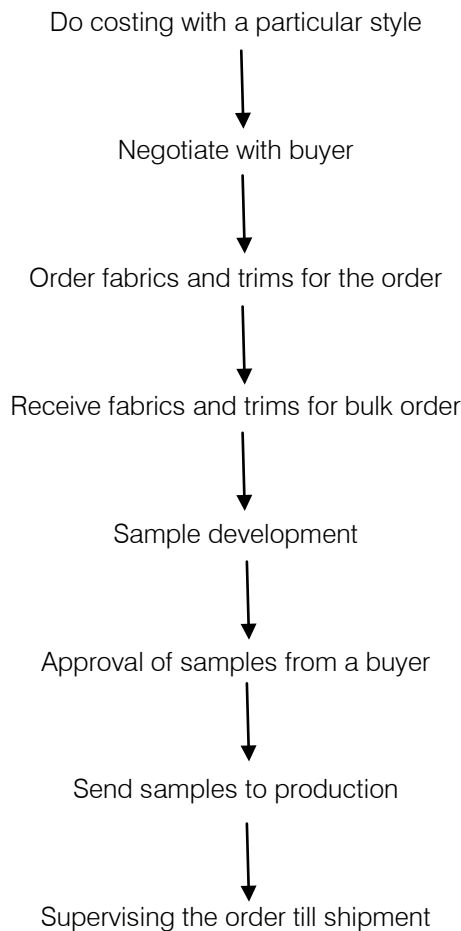 Do costing with a particular style
Negotiate with buyer
Order fabrics and trims for the order
Receive fabrics and trims for bulk order
Sample development
Approval of samples from a buyer
Send samples to production
Supervising the order till shipment